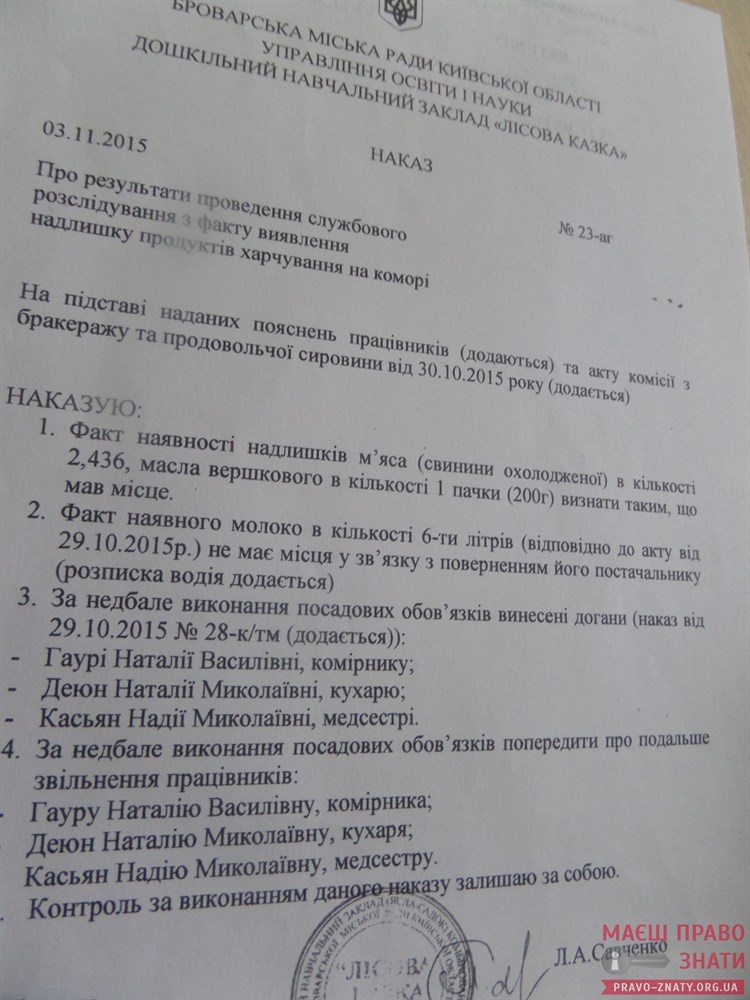 БРОВАРСЬКА МІСЬКА РАДИ КИЇВСЬКОЇ ОБЛАСТІ
УПРАВЛІННЯ ОСВІТИ І НАУКИ
ДОШКІЛЬНИЙ НАВЧАЛЬНИЙ ЗАКЛАД «ЛІСОВА КАЗКА»
03.11.2015
НАКАЗ
№ 23-аг
Про результати проведення службового
розслідування з факту виявлення
надлишку продуктів харчування на коморі
На підставі наданих пояснень працівників (додаються) та акту комісії з
бракеражу та продовольчої сировини від 30.10.2015 року (додається)
НАКАЗУЮ:
1. Факт наявності надлишків м’яса (свинини охолодженої) в кількості
2,436, масла вершкового в кількості 1 пачки (200г) визнати таким, що
мав місце.
2. Факт наявного молоко в кількості 6-ти літрів (відповідно до акту від
29.10.2015р.) не має місця у зв’язку з поверненням його постачальнику
(розписка водія додається)
3. За недбале виконання посадових обов’язків винесені догани (наказ від
29.10.2015 № 28-к/тм (додається)):
- Гаурі Наталії Василівні, комірнику;
- Деюн Наталії Миколаївні, кухарю;
- Касьян Надії Миколаївні, медсестрі.
4. За недбале виконання посадових обов’язків попередити про подальше
звільнення працівників:
- Гауру Наталію Василівну, комірника;
- Деюн Наталію Миколаївну, кухаря;
Касьян Надію Миколаївну, медсестру.
Контроль за виконанням даного наказу залишаю за собою.
Л.А.Савченко
НАВЧАЛЬНИЙ ЗАКЛАД (ЯСЛА-САДОК)
"ЛІСОВА
МАЄШ ПРАВО
ЗНАТИ
PRAVO-ZNATY.ORG.UA